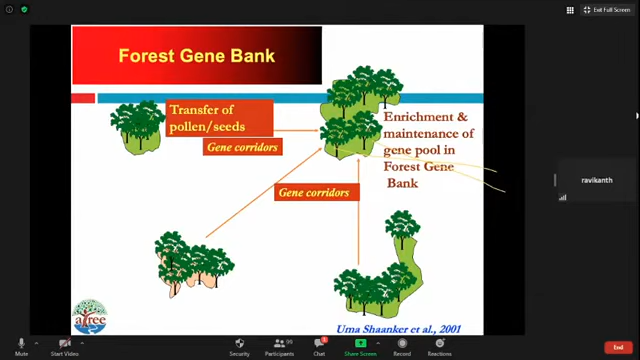 Exit Full Screen
Forest Gene Bank
Transfer of
pollen/seeds
Gene corridors
Enrichment &
maintenance of
gene pool in
Forest Gene
Bank
Gene corridors
ravikanth
atree
Uma Shaanker et al., 2001
Mute
Start Video
Security
Participants
99
Chat
Share Screen
Record
Reactions
End